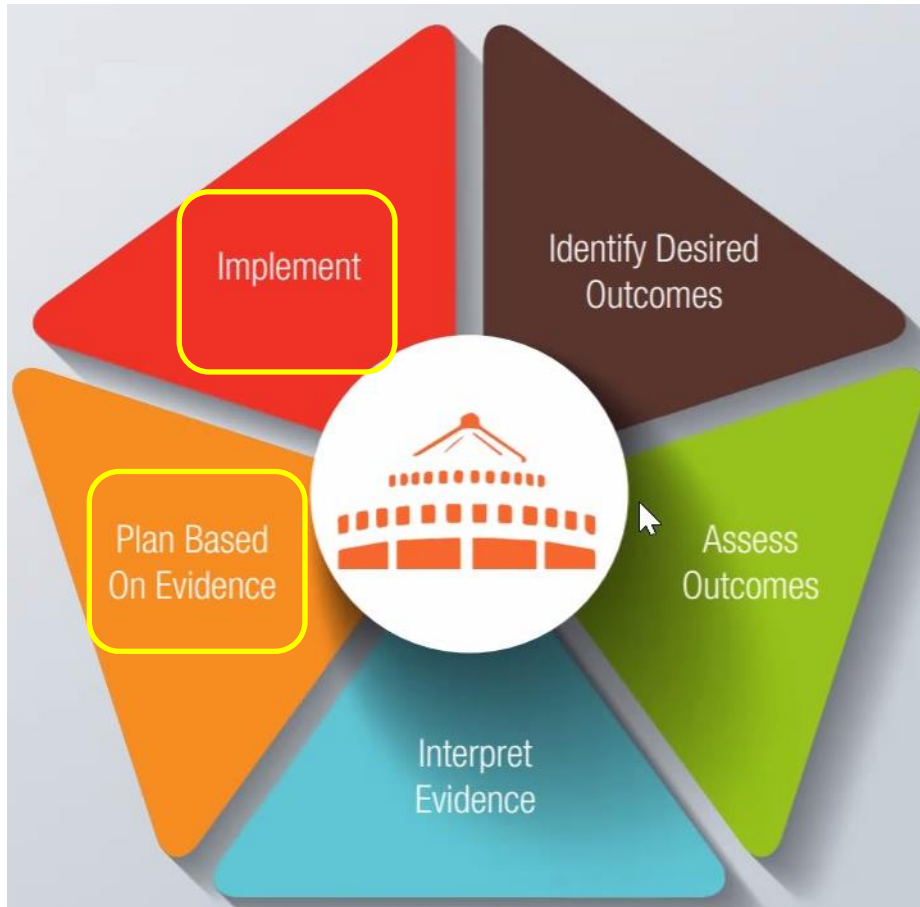 Implement
Identify Desired
Outcomes
Plan Based
On Evidence
Assess
Outcomes
Interpret
Evidence